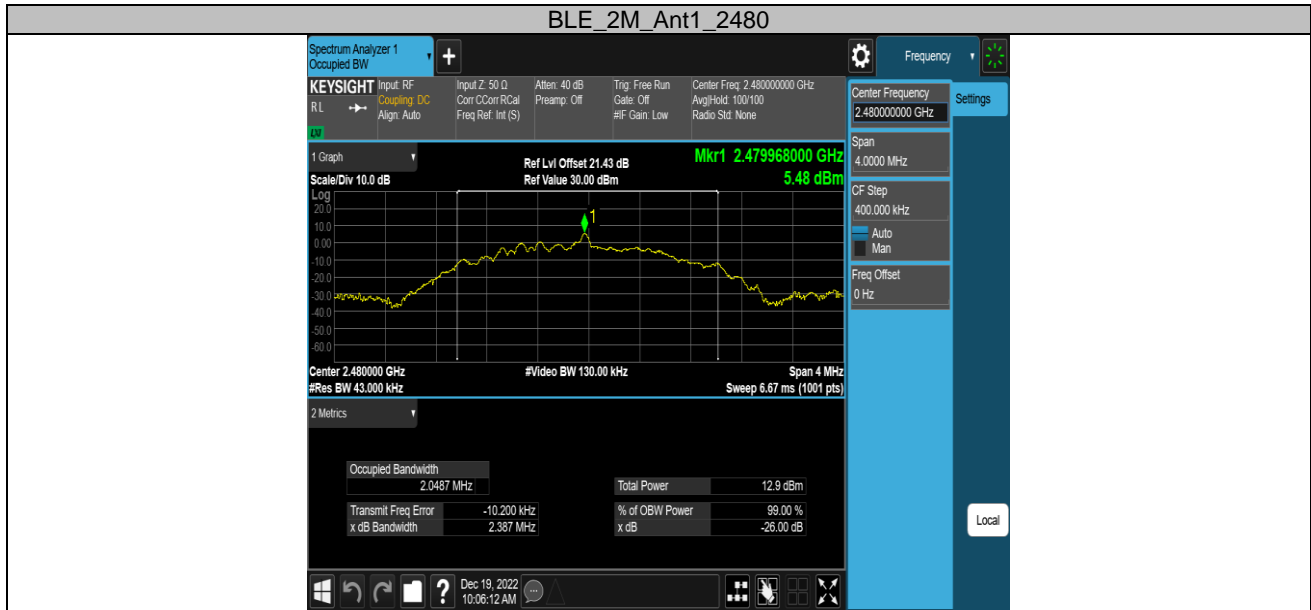 BLE_2M_Ant1_2480
Spectrum Analyzer 1
Occupied BW
+
Frequency
KEYSIGHT
RL
LXI
Input: RF
Coupling: DC
Align: Auto
Input Z: 50 Ω
Corr CCorr RCal
Freq Ref: Int (S)
Atten: 40 dB
Preamp: Off
Trig: Free Run
Gate: Off
#IF Gain: Low
Center Freq: 2.480000000 GHz
Avg|Hold: 100/100
Radio Std: None
Center Frequency
2.480000000 GHz
Settings
Span
4.0000 MHz
CF Step
400.000 kHz
Auto
Man
Freq Offset
0 Hz
1 Graph
Ref Lvl Offset 21.43 dB
Mkr1 2.479968000 GHz
Scale/Div 10.0 dB
Ref Value 30.00 dBm
5.48 dBm
Log
20.0
10.0
0.00
-10.0
-20.0
-30.0
-40.0
-50.0
-60.0
1
Center 2.480000 GHz
#Video BW 130.00 kHz
Span 4 MHz
#Res BW 43.000 kHz
Sweep 6.67 ms (1001 pts)
2 Metrics
Occupied Bandwidth
2.0487 MHz
Total Power 12.9 dBm
Transmit Freq Error -10.200 kHz
% of OBW Power 99.00 %
x dB Bandwidth 2.387 MHz
x dB -26.00 dB
Local
?
Dec 19, 2022
10:06:12 AM